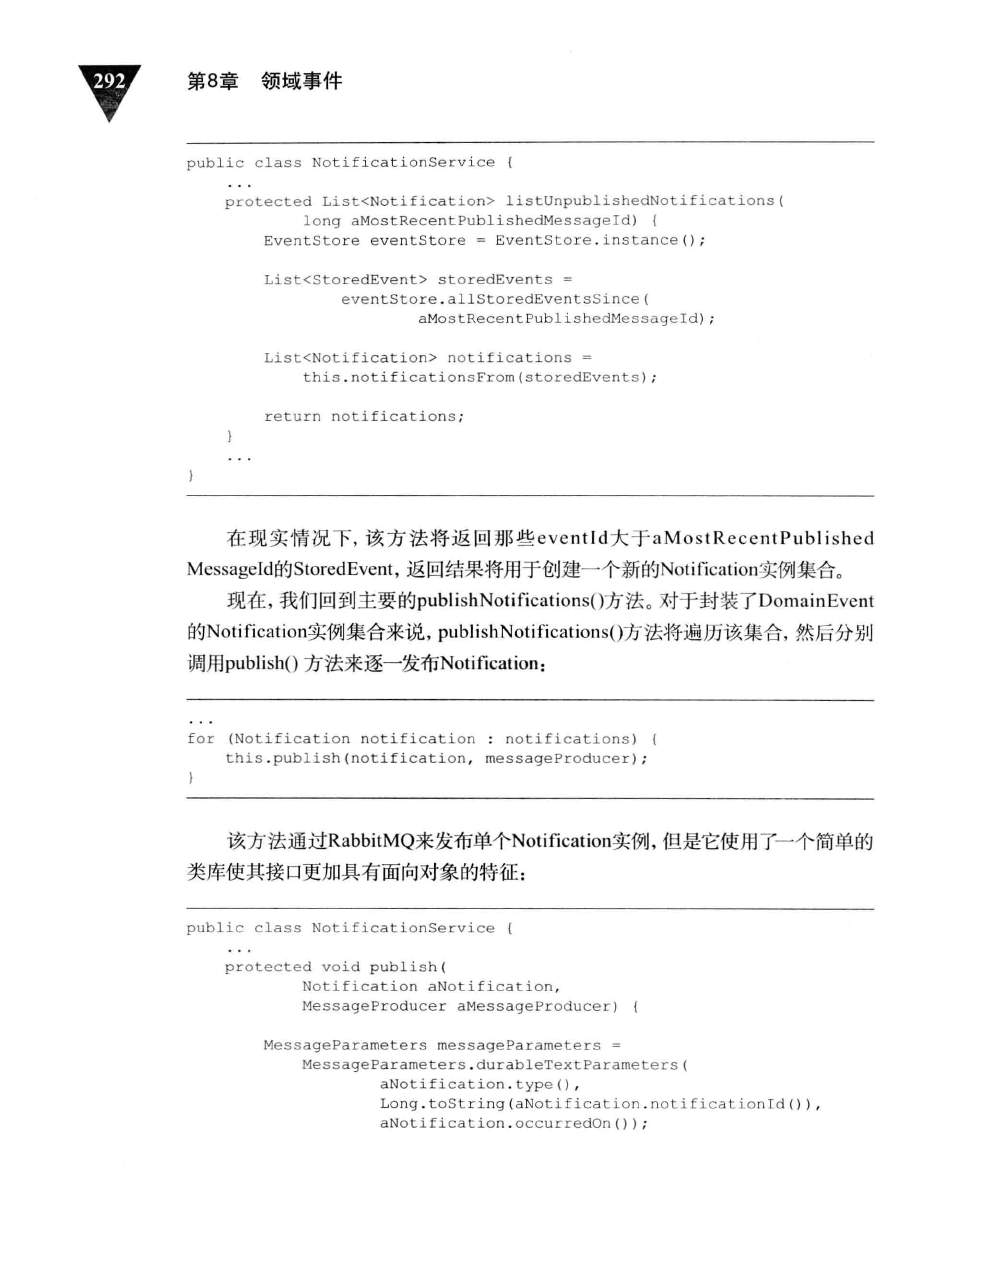 292
第8章 领域事件
public class NotificationService {
    ...
    protected List<Notification> listUnpublishedNotifications(
            long aMostRecentPublishedMessageId) {
        EventStore eventStore = EventStore.instance();

        List<StoredEvent> storedEvents =
                eventStore.allStoredEventsSince(
                        aMostRecentPublishedMessageId);

        List<Notification> notifications =
            this.notificationsFrom(storedEvents);

        return notifications;
    }
    ...
}
在现实情况下, 该方法将返回那些eventId大于aMostRecentPublished
MessageId的StoredEvent, 返回结果将用于创建一个新的Notification实例集合。
现在, 我们回到主要的publishNotifications()方法。对于封装了DomainEvent
的Notification实例集合来说, publishNotifications()方法将遍历该集合, 然后分别
调用publish() 方法来逐一发布Notification:
...
for (Notification notification : notifications) {
    this.publish(notification, messageProducer);
}
该方法通过RabbitMQ来发布单个Notification实例, 但是它使用了一个简单的
类库使其接口更加具有面向对象的特征:
public class NotificationService {
    ...
    protected void publish(
            Notification aNotification,
            MessageProducer aMessageProducer) {

        MessageParameters messageParameters =
            MessageParameters.durableTextParameters(
                    aNotification.type(),
                    Long.toString(aNotification.notificationId()),
                    aNotification.occurredOn());